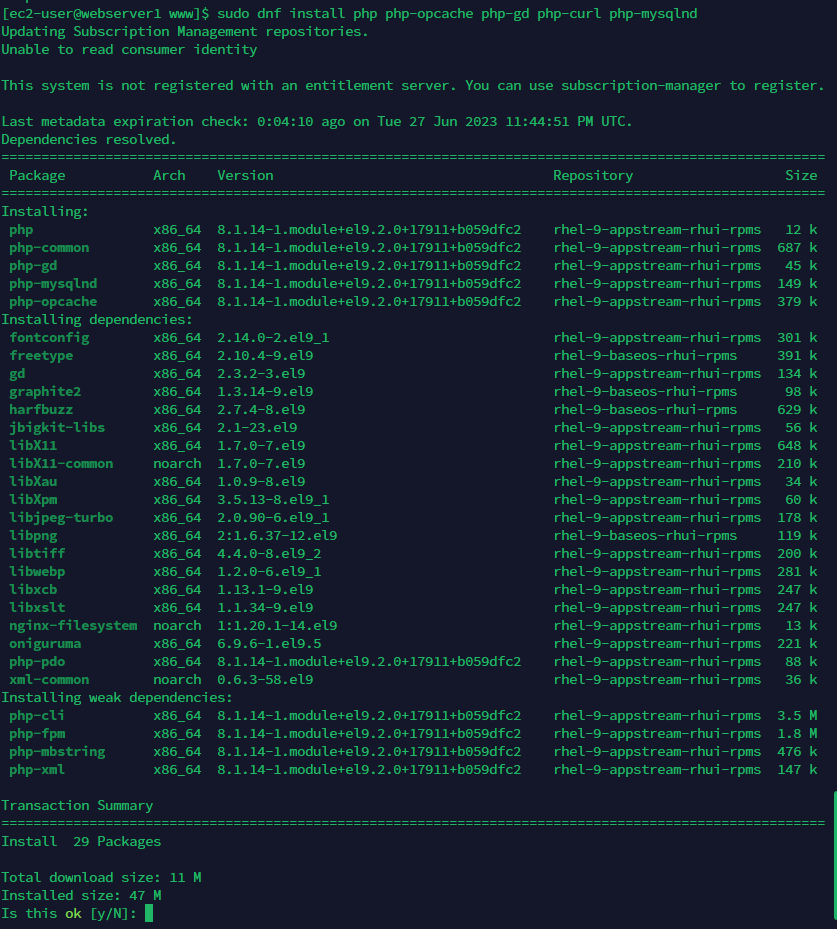 [ec2-user@webserver1 www]$ sudo dnf install php php-opcache php-gd php-curl php-mysqlnd
Updating Subscription Management repositories.
Unable to read consumer identity
This system is not registered with an entitlement server. You can use subscription-manager to register.
Last metadata expiration check: 0:04:10 ago on Tue 27 Jun 2023 11:44:51 PM UTC.
Dependencies resolved.
=======================================================================================================
Package Arch Version Repository Size
=======================================================================================================
Installing:
php x86_64 8.1.14-1.module+el9.2.0+17911+b059dfc2 rhel-9-appstream-rhui-rpms 12 k
php-common x86_64 8.1.14-1.module+el9.2.0+17911+b059dfc2 rhel-9-appstream-rhui-rpms 687 k
php-gd x86_64 8.1.14-1.module+el9.2.0+17911+b059dfc2 rhel-9-appstream-rhui-rpms 45 k
php-mysqlnd x86_64 8.1.14-1.module+el9.2.0+17911+b059dfc2 rhel-9-appstream-rhui-rpms 149 k
php-opcache x86_64 8.1.14-1.module+el9.2.0+17911+b059dfc2 rhel-9-appstream-rhui-rpms 379 k
Installing dependencies:
fontconfig x86_64 2.14.0-2.el9_1 rhel-9-appstream-rhui-rpms 301 k
freetype x86_64 2.10.4-9.el9 rhel-9-baseos-rhui-rpms 391 k
gd x86_64 2.3.2-3.el9 rhel-9-appstream-rhui-rpms 134 k
graphite2 x86_64 1.3.14-9.el9 rhel-9-baseos-rhui-rpms 98 k
harfbuzz x86_64 2.7.4-8.el9 rhel-9-baseos-rhui-rpms 629 k
jbigkit-libs x86_64 2.1-23.el9 rhel-9-appstream-rhui-rpms 56 k
libX11 x86_64 1.7.0-7.el9 rhel-9-appstream-rhui-rpms 648 k
libX11-common noarch 1.7.0-7.el9 rhel-9-appstream-rhui-rpms 210 k
libXau x86_64 1.0.9-8.el9 rhel-9-appstream-rhui-rpms 34 k
libXpm x86_64 3.5.13-8.el9_1 rhel-9-appstream-rhui-rpms 60 k
libjpeg-turbo x86_64 2.0.90-6.el9_1 rhel-9-appstream-rhui-rpms 178 k
libpng x86_64 2:1.6.37-12.el9 rhel-9-baseos-rhui-rpms 119 k
libtiff x86_64 4.4.0-8.el9_2 rhel-9-appstream-rhui-rpms 200 k
libwebp x86_64 1.2.0-6.el9_1 rhel-9-appstream-rhui-rpms 281 k
libxcb x86_64 1.13.1-9.el9 rhel-9-appstream-rhui-rpms 247 k
libxslt x86_64 1.1.34-9.el9 rhel-9-appstream-rhui-rpms 247 k
nginx-filesystem noarch 1:1.20.1-14.el9 rhel-9-appstream-rhui-rpms 13 k
oniguruma x86_64 6.9.6-1.el9.5 rhel-9-appstream-rhui-rpms 221 k
php-pdo x86_64 8.1.14-1.module+el9.2.0+17911+b059dfc2 rhel-9-appstream-rhui-rpms 88 k
xml-common noarch 0.6.3-58.el9 rhel-9-appstream-rhui-rpms 36 k
Installing weak dependencies:
php-cli x86_64 8.1.14-1.module+el9.2.0+17911+b059dfc2 rhel-9-appstream-rhui-rpms 3.5 M
php-fpm x86_64 8.1.14-1.module+el9.2.0+17911+b059dfc2 rhel-9-appstream-rhui-rpms 1.8 M
php-mbstring x86_64 8.1.14-1.module+el9.2.0+17911+b059dfc2 rhel-9-appstream-rhui-rpms 476 k
php-xml x86_64 8.1.14-1.module+el9.2.0+17911+b059dfc2 rhel-9-appstream-rhui-rpms 147 k
Transaction Summary
=======================================================================================================
Install 29 Packages
Total download size: 11 M
Installed size: 47 M
Is this ok [y/N]: